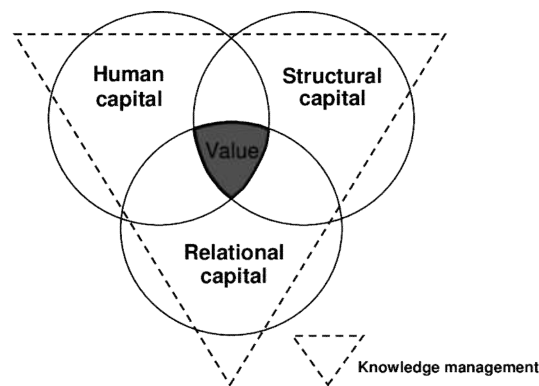 Human
capital
Structural
capital
Value
Relational
capital
Knowledge management